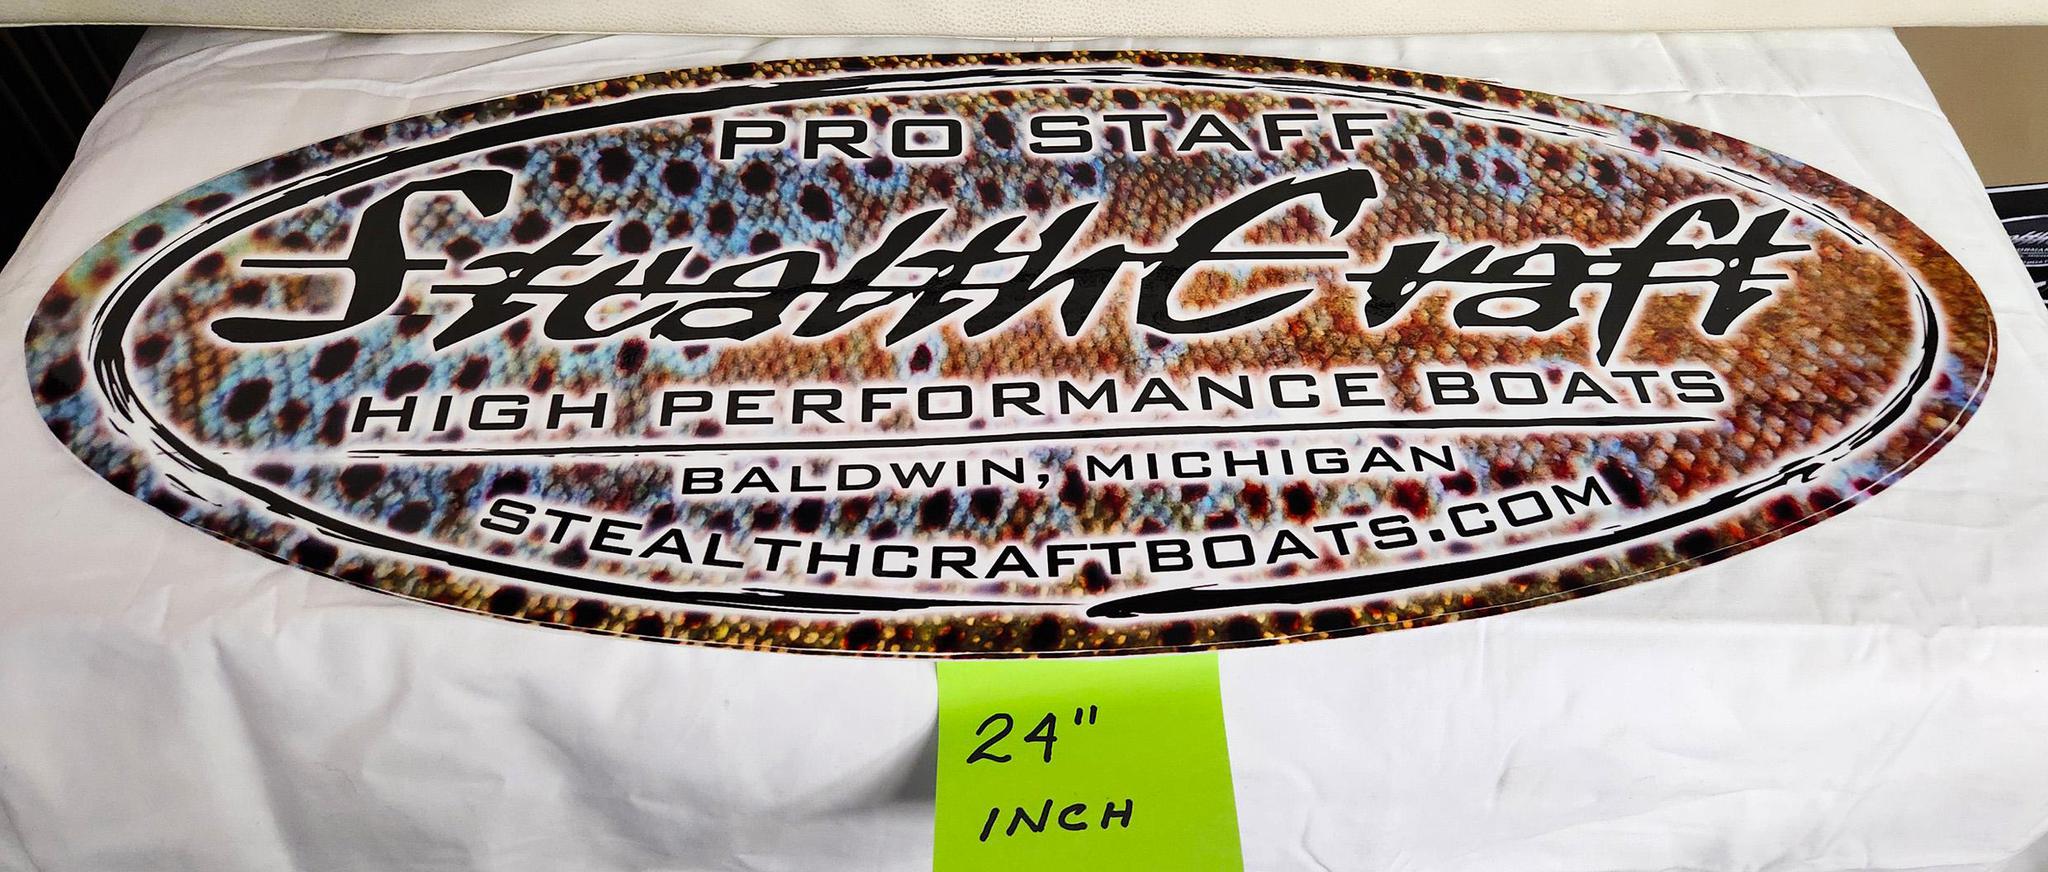 PRO STAFF
StealthCraft
HIGH PERFORMANCE BOATS
BALDWIN, MICHIGAN
STEALTHCRAFTBOATS.COM
24"
INCH